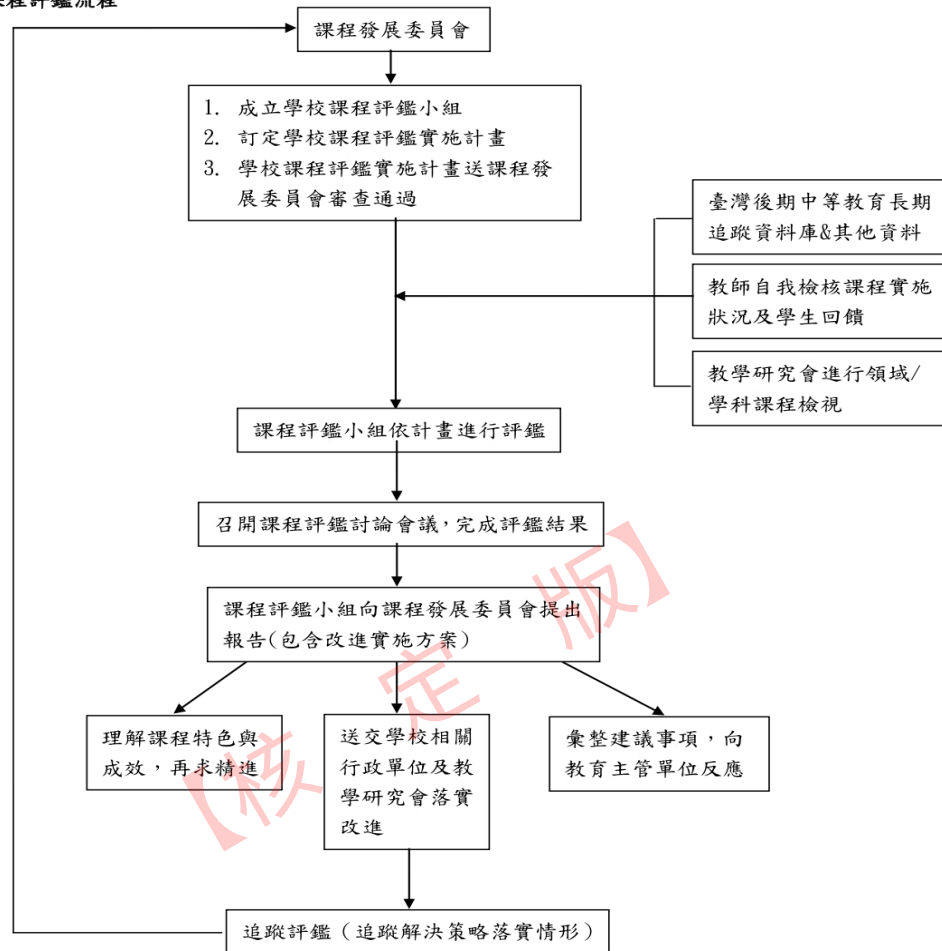 課程評鑑流程
課程發展委員會
1. 成立學校課程評鑑小組
2. 訂定學校課程評鑑實施計畫
3. 學校課程評鑑實施計畫送課程發
展委員會審查通過
臺灣後期中等教育長期
追蹤資料庫&其他資料
教師自我檢核課程實施
狀況及學生回饋
教學研究會進行領域/
學科課程檢視
課程評鑑小組依計畫進行評鑑
召開課程評鑑討論會議，完成評鑑結果
課程評鑑小組向課程發展委員會提出
報告(包含改進實施方案)
理解課程特色與
成效，再求精進
送交學校相關
行政單位及教
學研究會落實
改進
彙整建議事項，向
教育主管單位反應
追蹤評鑑（追蹤解決策略落實情形）
【核定版】